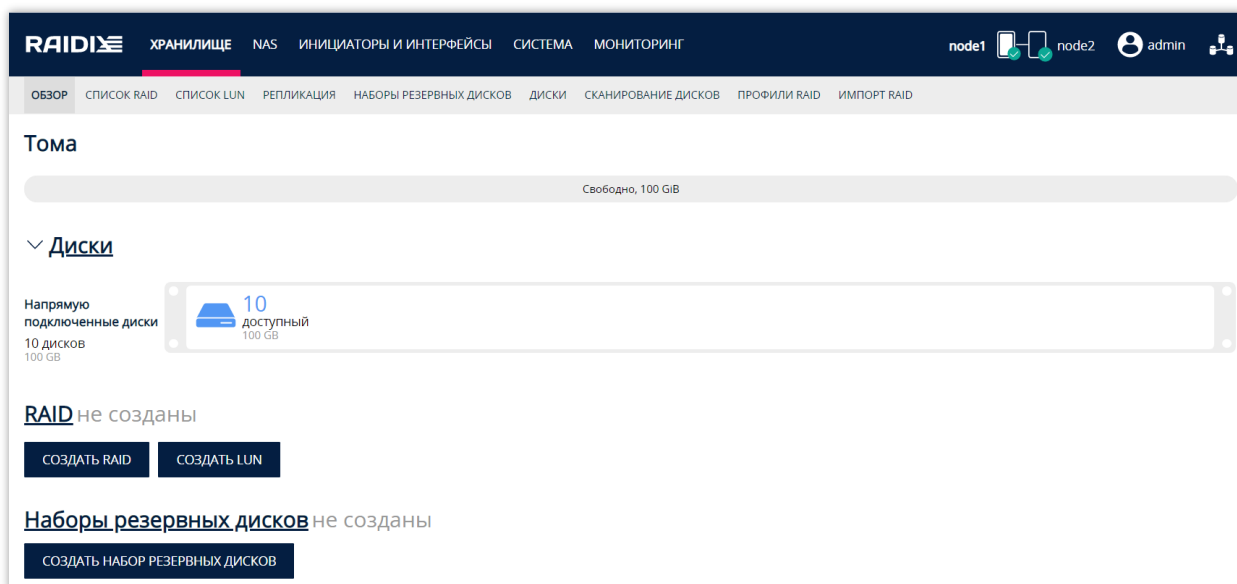 RAIDIX ХРАНИЛИЩЕ NAS ИНИЦИАТОРЫ И ИНТЕРФЕЙСЫ СИСТЕМА МОНИТОРИНГ node1 node2 admin
ОБЗОР СПИСОК RAID СПИСОК LUN РЕПЛИКАЦИЯ НАБОРЫ РЕЗЕРВНЫХ ДИСКОВ ДИСКИ СКАНИРОВАНИЕ ДИСКОВ ПРОФИЛИ RAID ИМПОРТ RAID
Тома
Свободно, 100 GiB
Диски
Напрямую
подключенные диски
10 дисков
100 GB
10
доступный
100 GB
RAID не созданы
СОЗДАТЬ RAID СОЗДАТЬ LUN
Наборы резервных дисков не созданы
СОЗДАТЬ НАБОР РЕЗЕРВНЫХ ДИСКОВ